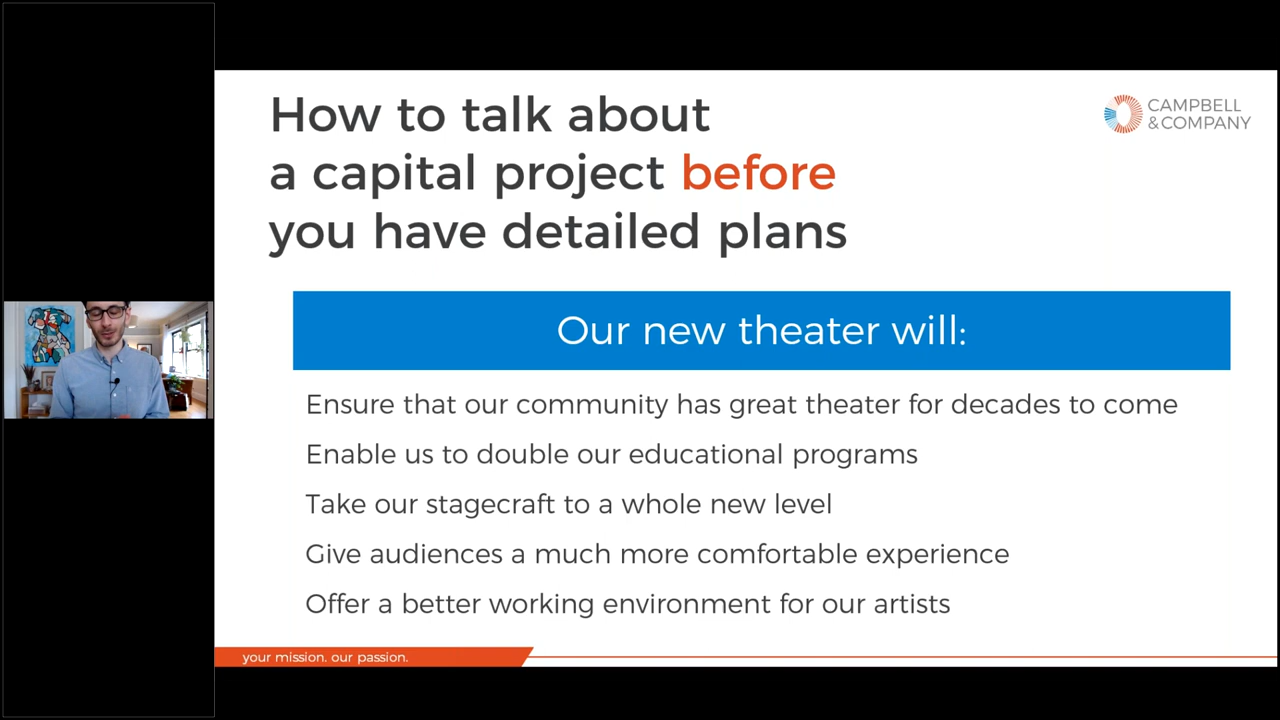 How to talk about
a capital project before
you have detailed plans
CAMPBELL
&COMPANY
Our new theater will:
Ensure that our community has great theater for decades to come
Enable us to double our educational programs
Take our stagecraft to a whole new level
Give audiences a much more comfortable experience
Offer a better working environment for our artists
your mission. our passion.